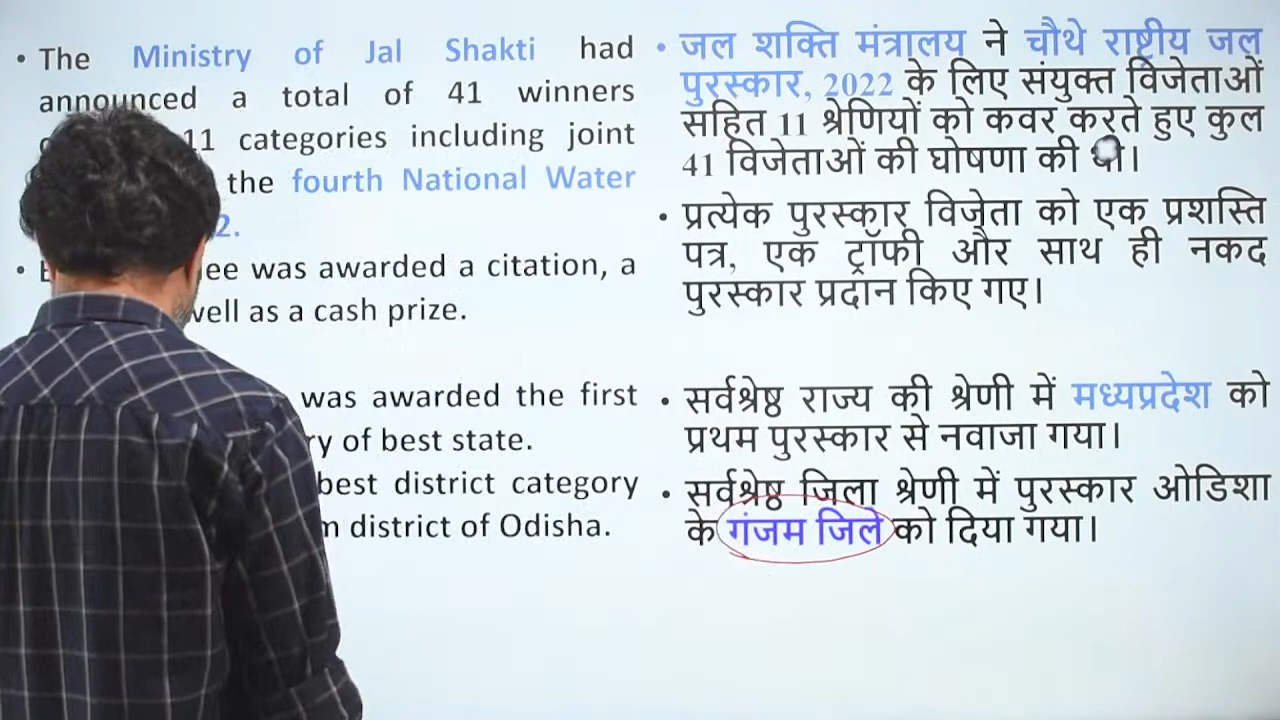 • The Ministry of Jal Shakti had
announced a total of 41 winners
11 categories including joint
the fourth National Water
2.
was awarded a citation, a
well as a cash prize.
was awarded the first
of best state.
best district category
district of Odisha.
• जल शक्ति मंत्रालय ने चौथे राष्ट्रीय जल
पुरस्कार, 2022 के लिए संयुक्त विजेताओं
सहित 11 श्रेणियों को कवर करते हुए कुल
41 विजेताओं की घोषणा की थी।
• प्रत्येक पुरस्कार विजेता को एक प्रशस्ति
पत्र, एक ट्रॉफी और साथ ही नकद
पुरस्कार प्रदान किए गए।
• सर्वश्रेष्ठ राज्य की श्रेणी में मध्यप्रदेश को
प्रथम पुरस्कार से नवाजा गया।
• सर्वश्रेष्ठ जिला श्रेणी में पुरस्कार ओडिशा
के गंजम जिले को दिया गया।